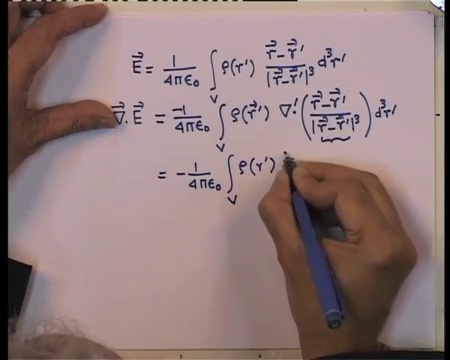 $\vec{E} = \frac{1}{4\pi\epsilon_0} \int_V \rho(r') \frac{\vec{r}-\vec{r}'}{|\vec{r}-\vec{r}'|^3} d^3r'$
$\vec{\nabla}\cdot\vec{E} = \frac{-1}{4\pi\epsilon_0} \int_V \rho(\vec{r}') \nabla'\cdot\left(\frac{\vec{r}-\vec{r}'}{|\vec{r}-\vec{r}'|^3}\right) d^3r'$
$= -\frac{1}{4\pi\epsilon_0} \int_V \rho(r')$